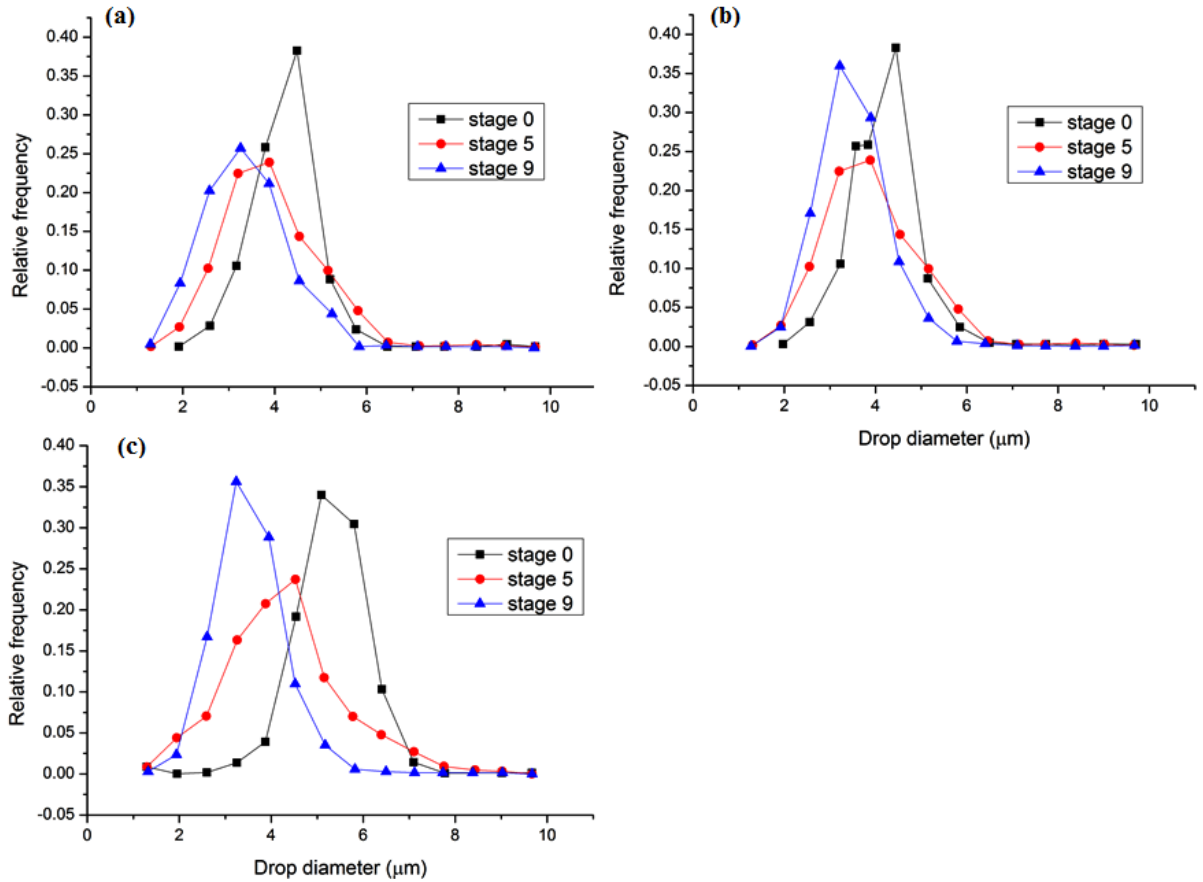 (a)
0.40
0.35
0.30
0.25
0.20
0.15
0.10
0.05
0.00
-0.05
Relative frequency
stage 0
stage 5
stage 9
0 2 4 6 8 10
(b)
0.40
0.35
0.30
0.25
0.20
0.15
0.10
0.05
0.00
-0.05
Relative frequency
stage 0
stage 5
stage 9
0 2 4 6 8 10
Drop diameter (μm)
(c)
0.40
0.35
0.30
0.25
0.20
0.15
0.10
0.05
0.00
-0.05
Relative frequency
stage 0
stage 5
stage 9
0 2 4 6 8 10
Drop diameter (μm)